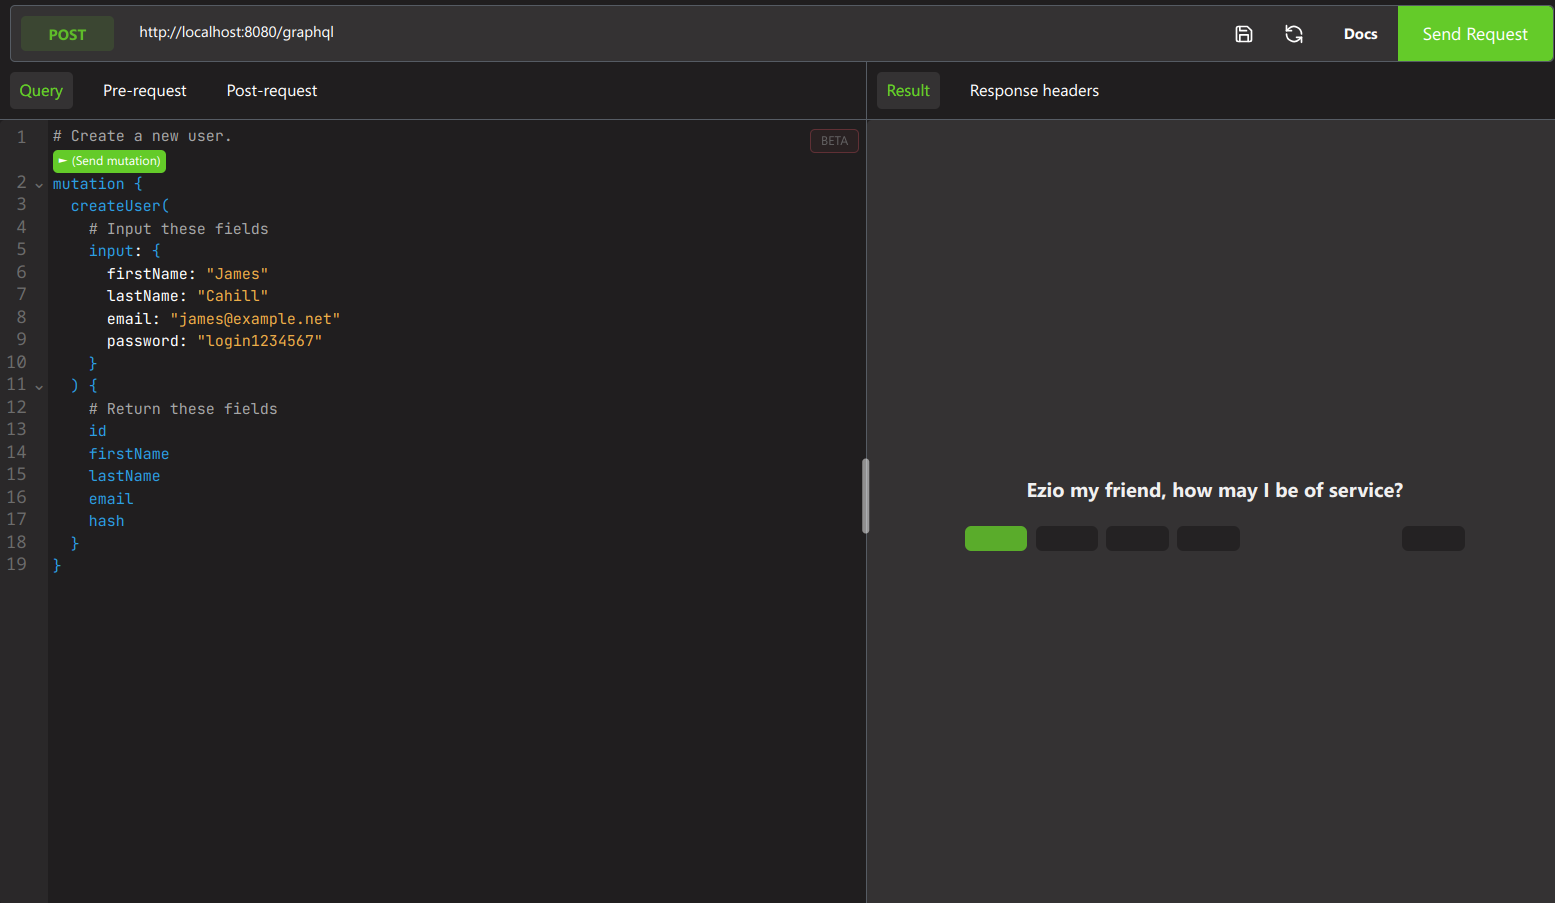 POST http://localhost:8080/graphql Docs Send Request
Query Pre-request Post-request
Result Response headers
1 # Create a new user.
BETA
► (Send mutation)
2 mutation {
3 createUser(
4 # Input these fields
5 input: {
6 firstName: "James"
7 lastName: "Cahill"
8 email: "james@example.net"
9 password: "login1234567"
10 }
11 ) {
12 # Return these fields
13 id
14 firstName
15 lastName
16 email
17 hash
18 }
19 }
Ezio my friend, how may I be of service?